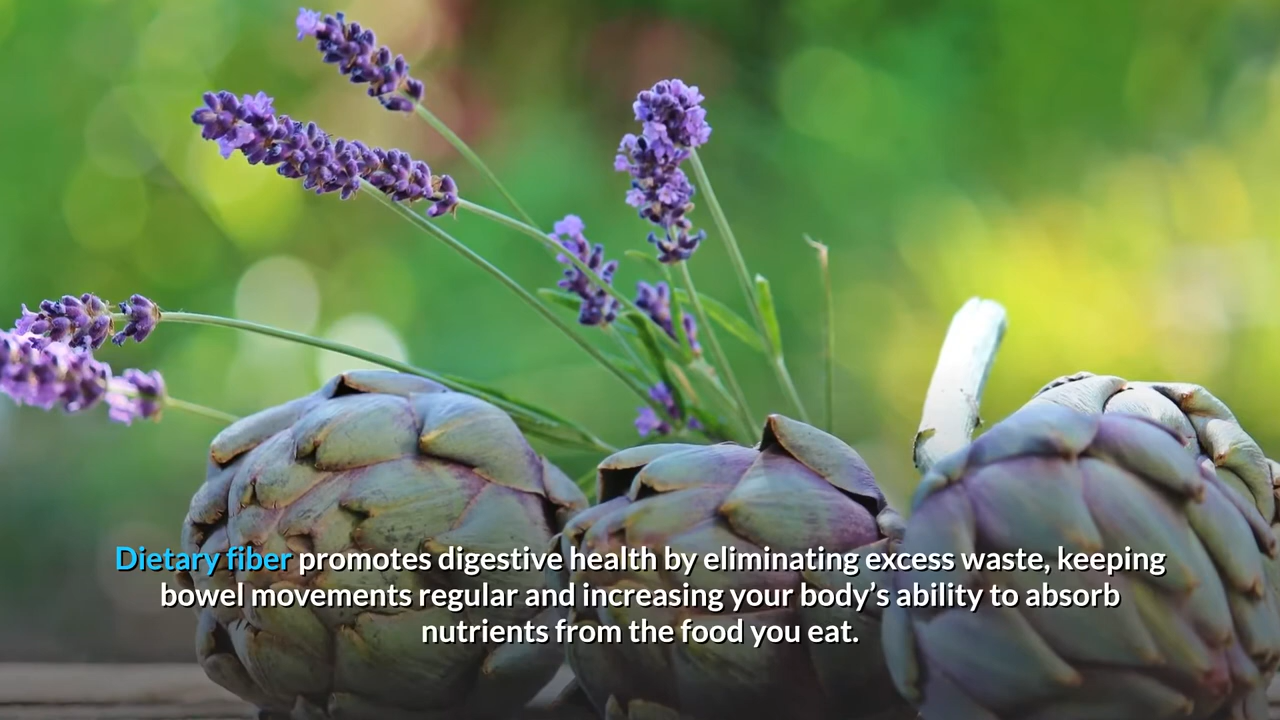 Dietary fiber promotes digestive health by eliminating excess waste, keeping
bowel movements regular and increasing your body’s ability to absorb
nutrients from the food you eat.